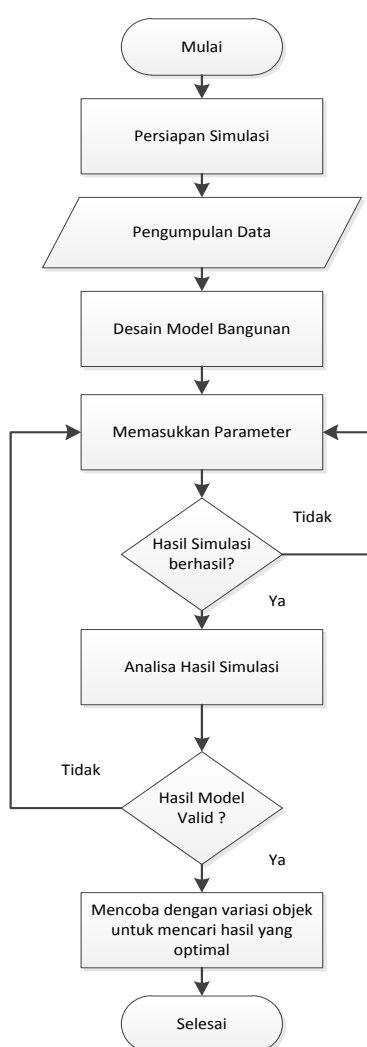 Mulai
Persiapan Simulasi
Pengumpulan Data
Desain Model Bangunan
Memasukkan Parameter
Tidak
Hasil Simulasi
berhasil?
Ya
Analisa Hasil Simulasi
Tidak
Hasil Model
Valid ?
Ya
Mencoba dengan variasi objek
untuk mencari hasil yang
optimal
Selesai